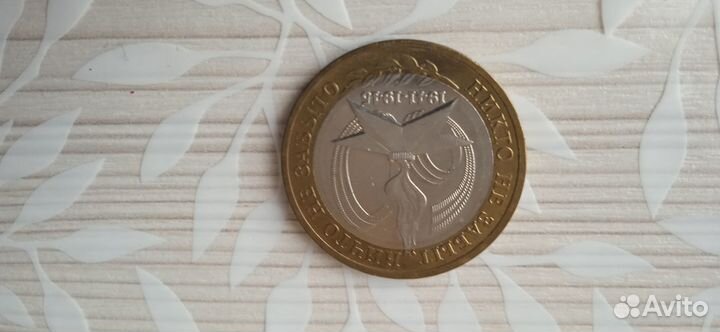 НИКТО НЕ ЗАБЫТ, НИЧТО НЕ ЗАБЫТО
1941-1945
Avito